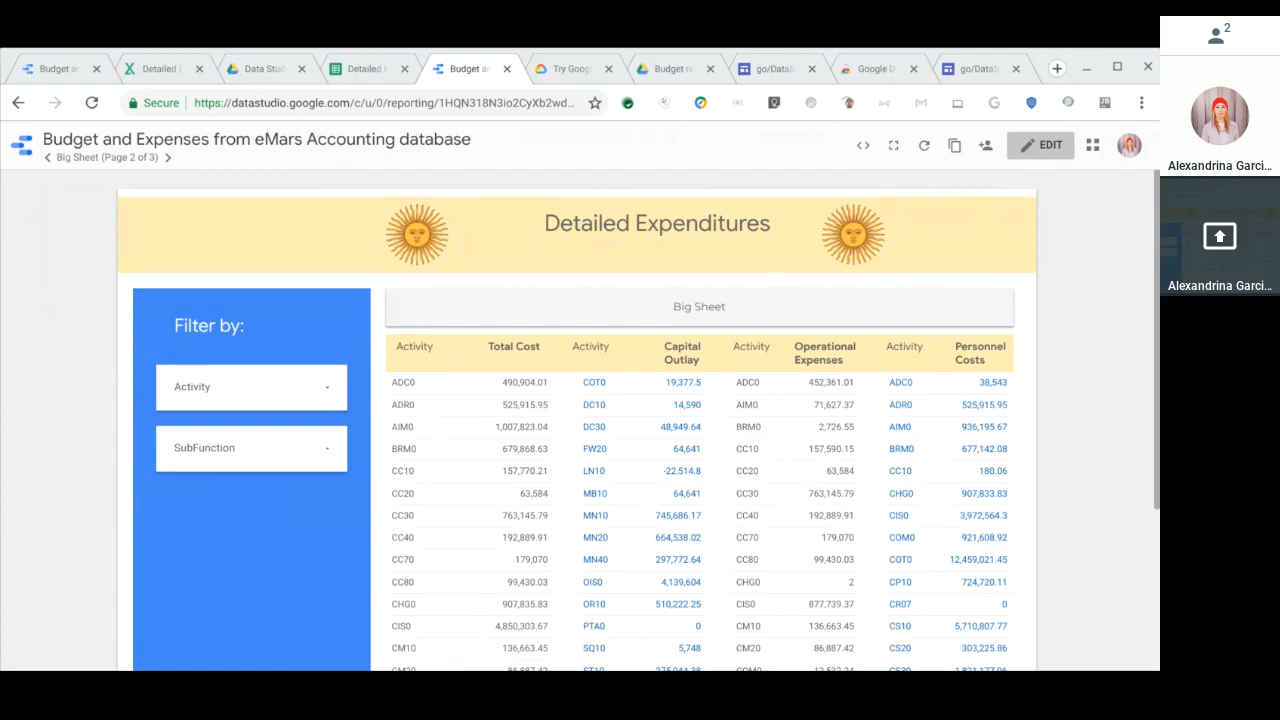 Budget ar
Detailed E
Data Stud
Detailed E
Budget ar
Try Goog
Budget re
go/DataS
Google D
go/DataS
2
Secure
https://datastudio.google.com/c/u/0/reporting/1HQN318N3io2CyXb2wd...
Budget and Expenses from eMars Accounting database
Big Sheet (Page 2 of 3)
EDIT
Alexandrina Garci...
Alexandrina Garci...
Detailed Expenditures
Filter by:
Activity
SubFunction
Big Sheet
Activity Total Cost Activity Capital Outlay Activity Operational Expenses Activity Personnel Costs
ADC0 490,904.01 COT0 19,377.5 ADC0 452,361.01 ADC0 38,543
ADR0 525,915.95 DC10 14,590 AIM0 71,627.37 ADR0 525,915.95
AIM0 1,007,823.04 DC30 48,949.64 BRM0 2,726.55 AIM0 936,195.67
BRM0 679,868.63 FW20 64,641 CC10 157,590.15 BRM0 677,142.08
CC10 157,770.21 LN10 -22,514.8 CC20 63,584 CC10 180.06
CC20 63,584 MB10 64,641 CC30 763,145.79 CHG0 907,833.83
CC30 763,145.79 MN10 745,686.17 CC40 192,889.91 CIS0 3,972,564.3
CC40 192,889.91 MN20 664,538.02 CC70 179,070 COM0 921,608.92
CC70 179,070 MN40 297,772.64 CC80 99,430.03 COT0 12,459,021.45
CC80 99,430.03 OIS0 4,139,604 CHG0 2 CP10 724,720.11
CHG0 907,835.83 OR10 510,222.25 CIS0 877,739.37 CR07 0
CIS0 4,850,303.67 PTA0 0 CM10 136,663.45 CS10 5,710,807.77
CM10 136,663.45 SQ10 5,748 CM20 86,887.42 CS20 303,225.86